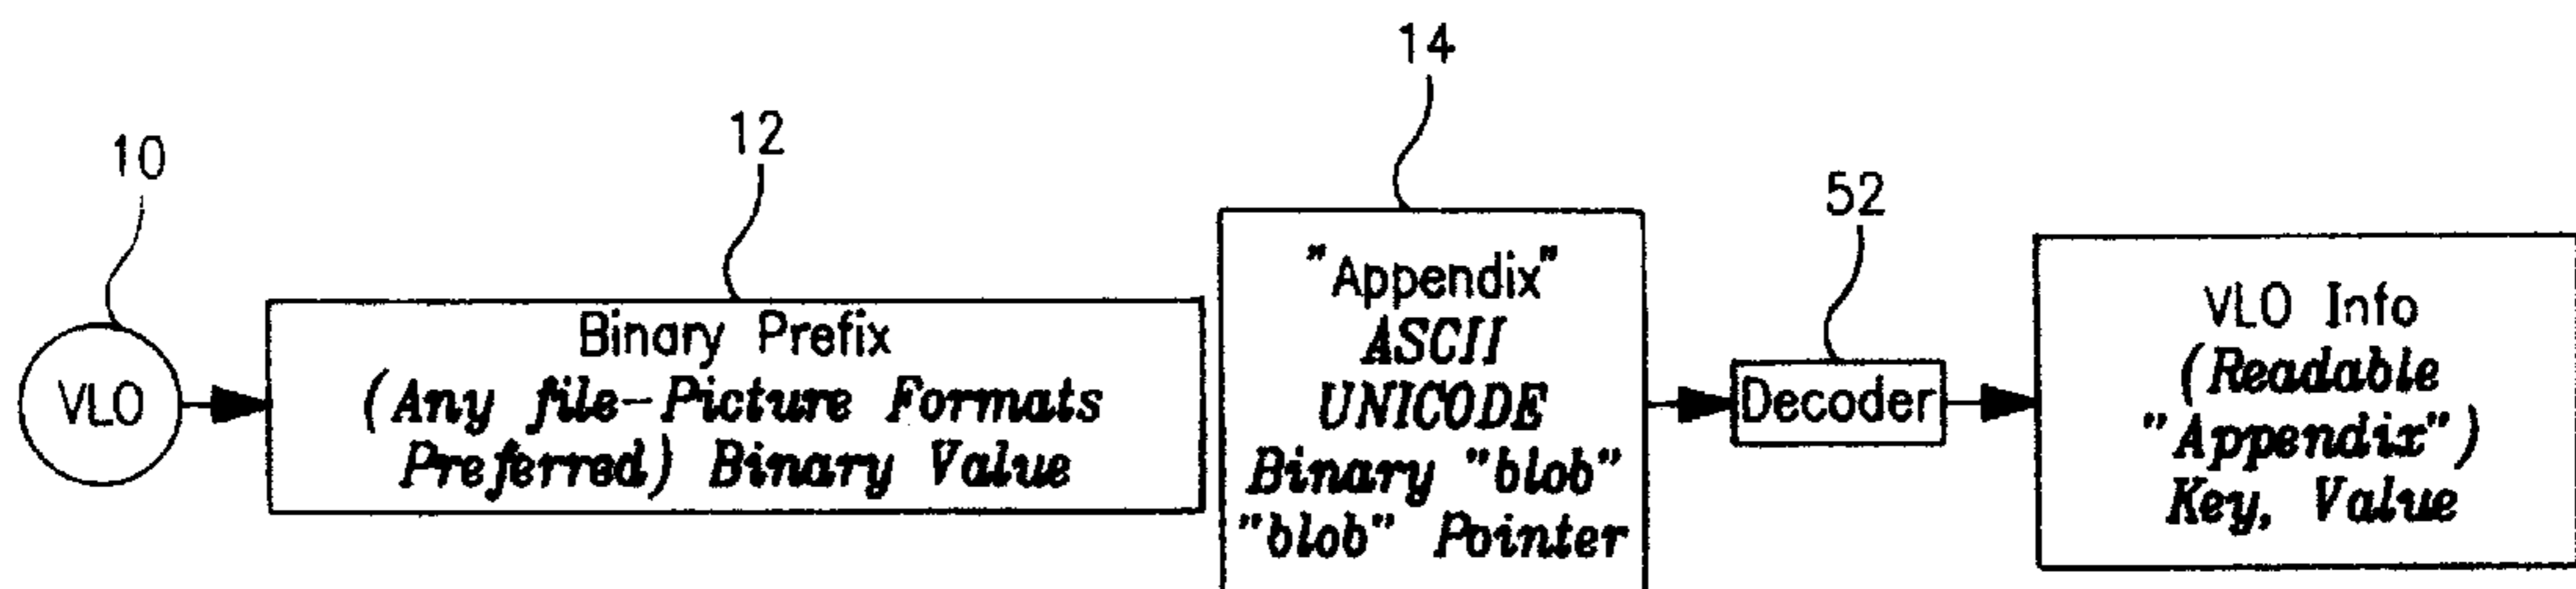 10
12
14
52
VLO
Binary Prefix
(Any file-Picture Formats
Preferred) Binary Value
"Appendix"
ASCII
UNICODE
Binary "blob"
"blob" Pointer
Decoder
VLO Info
(Readable
"Appendix")
Key, Value